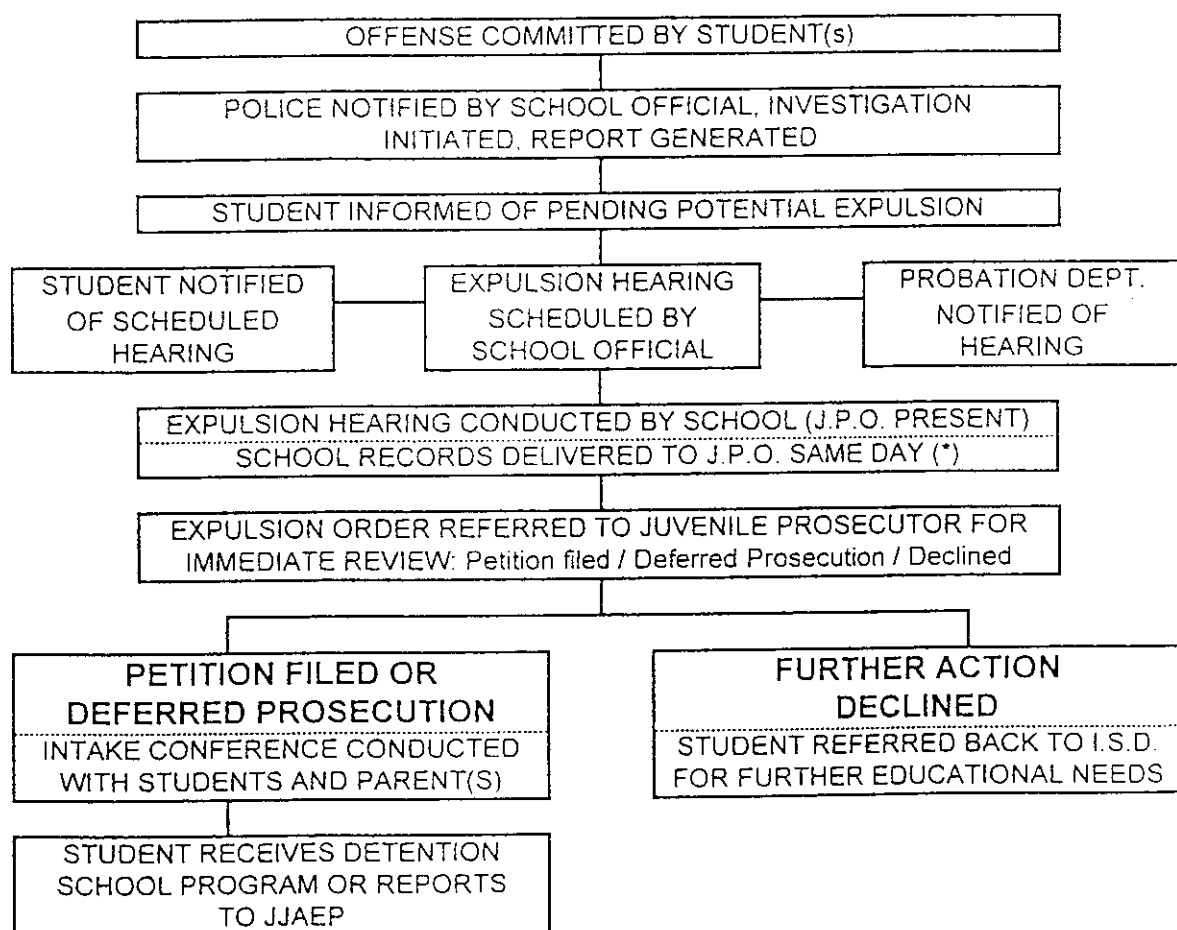 OFFENSE COMMITTED BY STUDENT(s)
POLICE NOTIFIED BY SCHOOL OFFICIAL, INVESTIGATION
INITIATED, REPORT GENERATED
STUDENT INFORMED OF PENDING POTENTIAL EXPULSION
STUDENT NOTIFIED
OF SCHEDULED
HEARING
EXPULSION HEARING
SCHEDULED BY
SCHOOL OFFICIAL
PROBATION DEPT.
NOTIFIED OF
HEARING
EXPULSION HEARING CONDUCTED BY SCHOOL (J.P.O. PRESENT)
SCHOOL RECORDS DELIVERED TO J.P.O. SAME DAY (*)
EXPULSION ORDER REFERRED TO JUVENILE PROSECUTOR FOR
IMMEDIATE REVIEW: Petition filed / Deferred Prosecution / Declined
PETITION FILED OR
DEFERRED PROSECUTION
INTAKE CONFERENCE CONDUCTED
WITH STUDENTS AND PARENT(S)
STUDENT RECEIVES DETENTION
SCHOOL PROGRAM OR REPORTS
TO JJAEP
FURTHER ACTION
DECLINED
STUDENT REFERRED BACK TO I.S.D.
FOR FURTHER EDUCATIONAL NEEDS